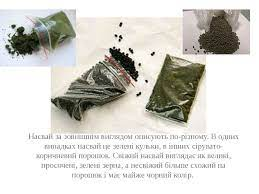 Насвай за зовнішнім виглядом описують по-різному. В одних
випадках насвай це зелені кульки, в інших сірувато-
коричневий порошок. Свіжий насвай виглядає як великі,
просочені, зелені зерна, а несвіжий більше схожий на
порошок і має майже чорний колір.